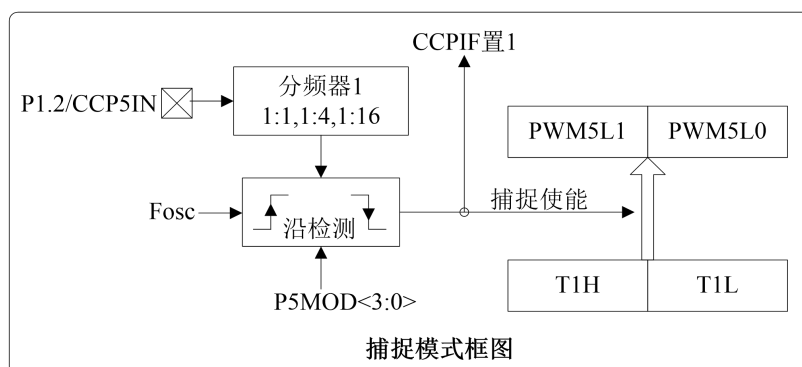 CCPIF置1
P1.2/CCP5IN
分频器1
1:1,1:4,1:16
PWM5L1 PWM5L0
Fosc
沿检测
捕捉使能
P5MOD<3:0>
T1H T1L
捕捉模式框图